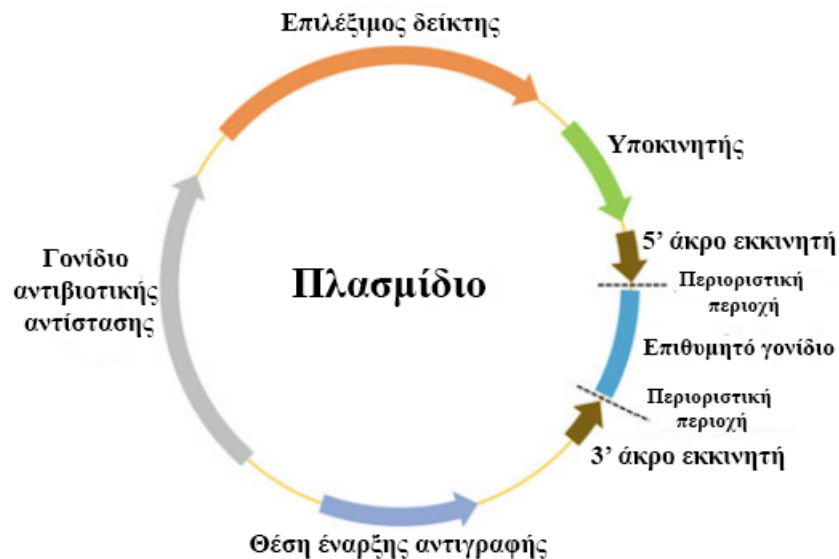 Επιλέξιμος δείκτης
Υποκινητής
5’ άκρο εκκινητή
Περιοριστική
περιοχή
Επιθυμητό γονίδιο
Περιοριστική
περιοχή
3’ άκρο εκκινητή
Θέση έναρξης αντιγραφής
Γονίδιο
αντιβιοτικής
αντίστασης
Πλασμίδιο